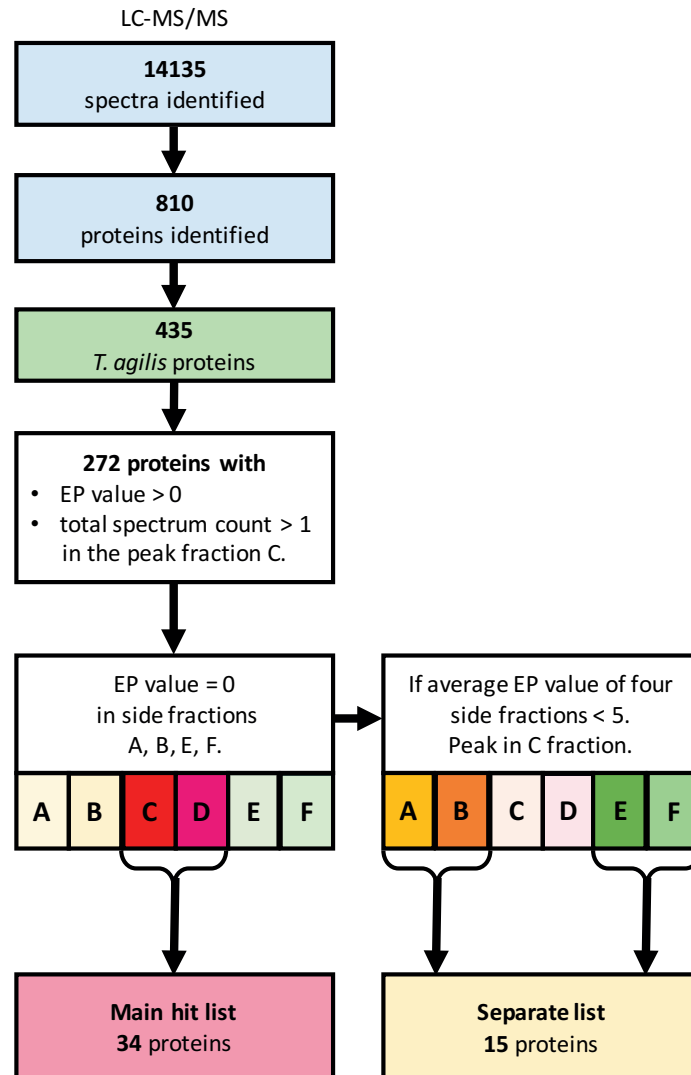 LC-MS/MS
14135
spectra identified
810
proteins identified
435
T. agilis proteins
272 proteins with
• EP value > 0
• total spectrum count > 1
in the peak fraction C.
EP value = 0
in side fractions
A, B, E, F.
If average EP value of four
side fractions < 5.
Peak in C fraction.
A B C D E F
A B C D E F
Main hit list
34 proteins
Separate list
15 proteins